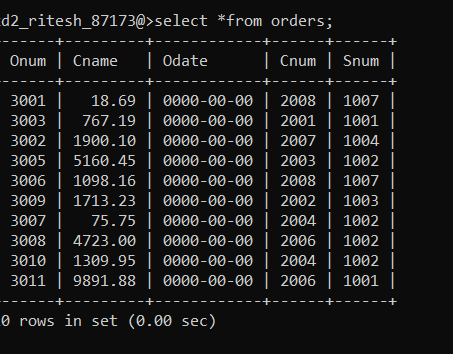 d2_ritesh_87173@>select *from orders;
------+---------+------------+------+------+
Onum | Cname | Odate | Cnum | Snum |
------+---------+------------+------+------+
3001 | 18.69 | 0000-00-00 | 2008 | 1007 |
3003 | 767.19 | 0000-00-00 | 2001 | 1001 |
3002 | 1900.10 | 0000-00-00 | 2007 | 1004 |
3005 | 5160.45 | 0000-00-00 | 2003 | 1002 |
3006 | 1098.16 | 0000-00-00 | 2008 | 1007 |
3009 | 1713.23 | 0000-00-00 | 2002 | 1003 |
3007 | 75.75 | 0000-00-00 | 2004 | 1002 |
3008 | 4723.00 | 0000-00-00 | 2006 | 1002 |
3010 | 1309.95 | 0000-00-00 | 2004 | 1002 |
3011 | 9891.88 | 0000-00-00 | 2006 | 1001 |
------+---------+------------+------+------+
0 rows in set (0.00 sec)